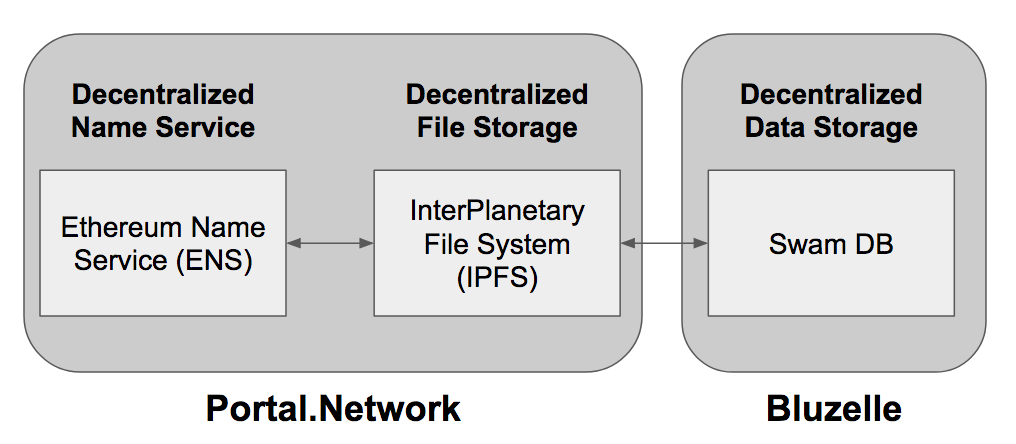 Decentralized
Name Service
Decentralized
File Storage
Decentralized
Data Storage
Ethereum Name
Service (ENS)
InterPlanetary
File System
(IPFS)
Swam DB
Portal.Network
Bluzelle